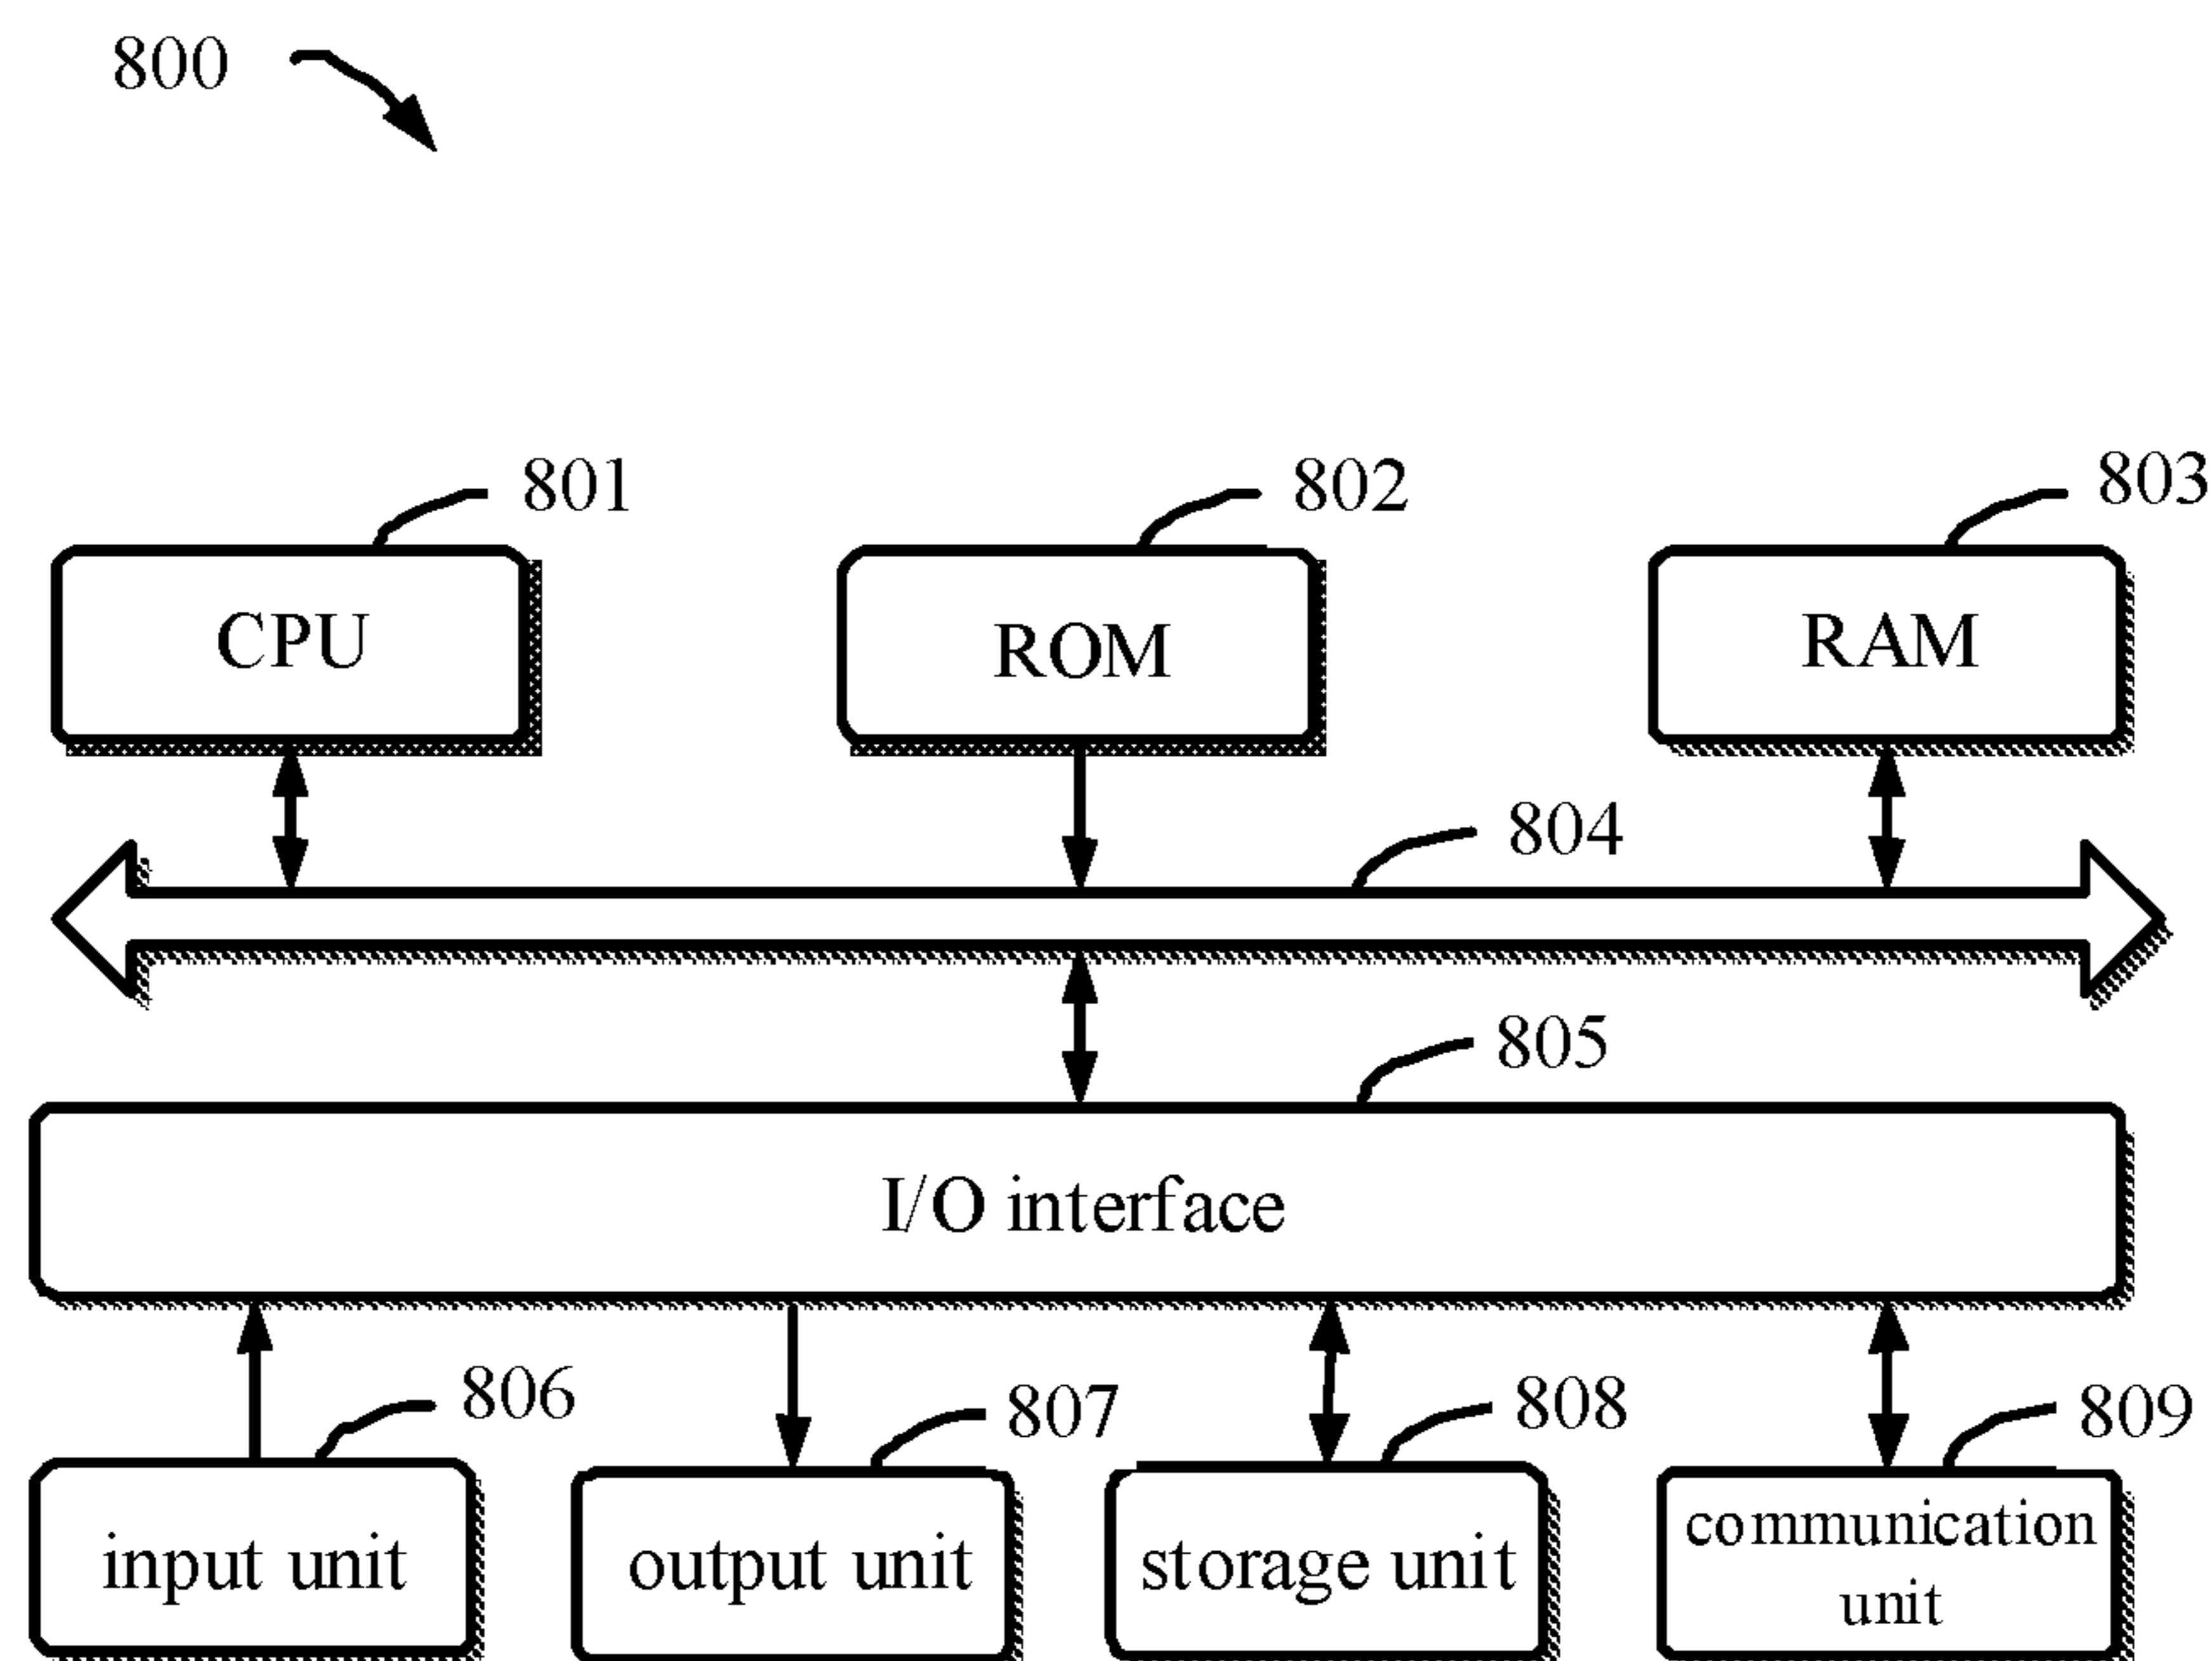 800
801
802
803
CPU
ROM
RAM
804
805
I/O interface
806
807
808
809
input unit
output unit
storage unit
communication
unit